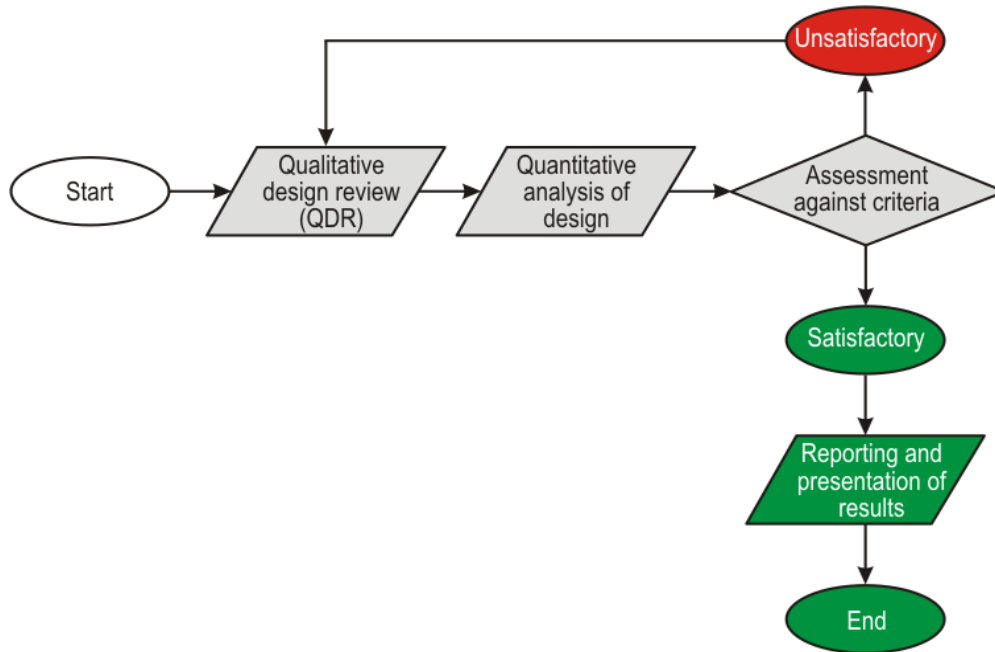 Unsatisfactory
Start
Qualitative
design review
(QDR)
Quantitative
analysis of
design
Assessment
against criteria
Satisfactory
Reporting and
presentation of
results
End